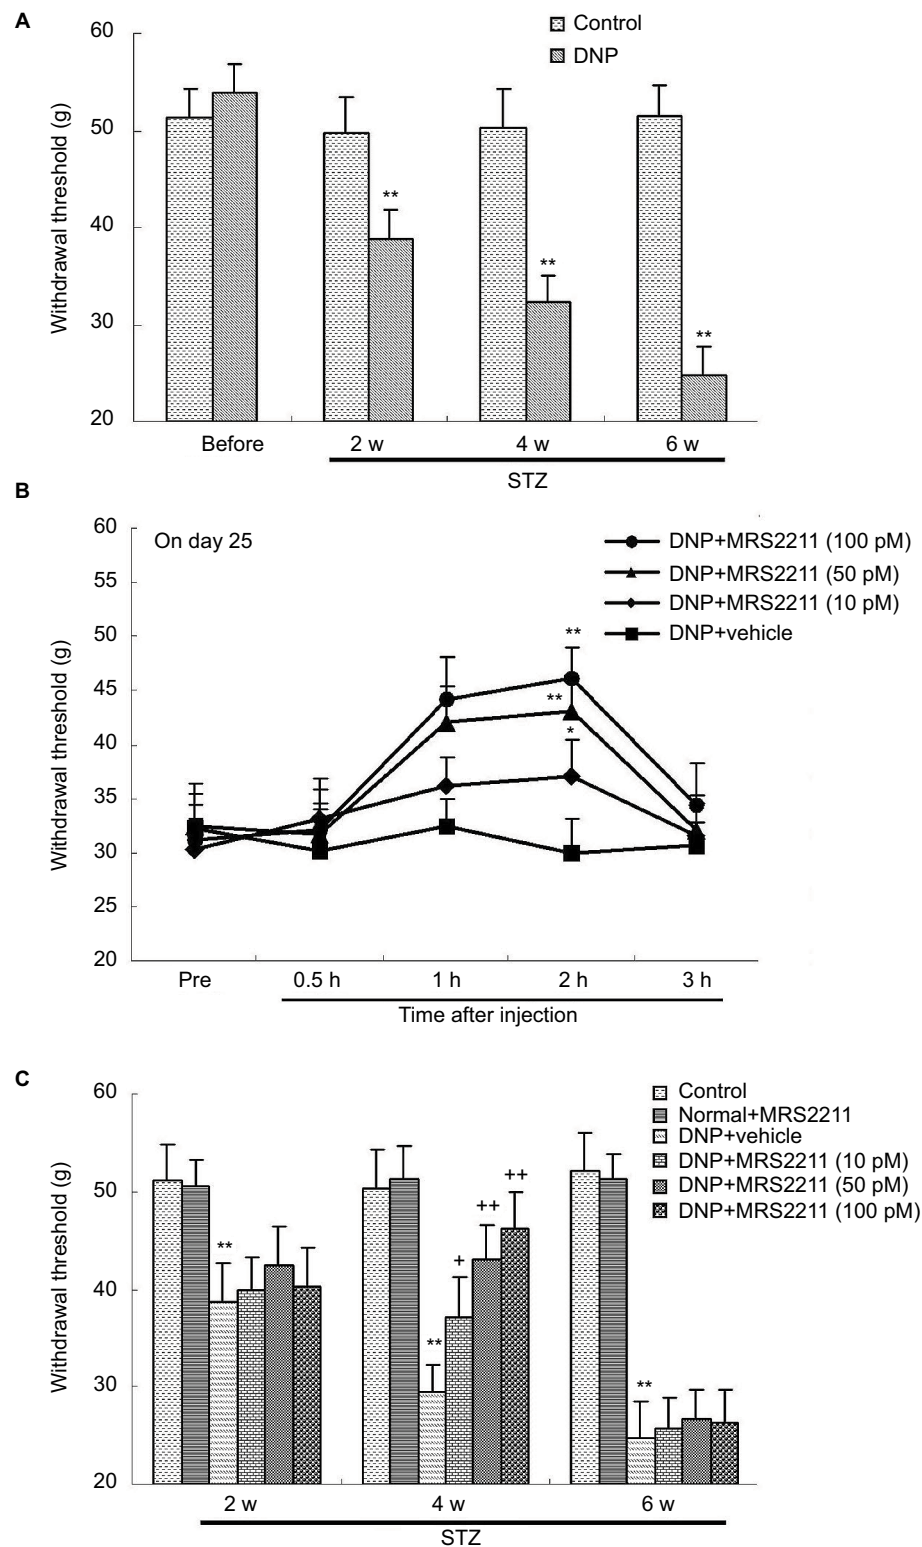 A
Control
DNP
Withdrawal threshold (g)
60
50
40
30
20
**
**
**
Before
2 w
4 w
6 w
STZ
B
On day 25
DNP+MRS2211 (100 pM)
DNP+MRS2211 (50 pM)
DNP+MRS2211 (10 pM)
DNP+vehicle
Withdrawal threshold (g)
60
55
50
45
40
35
30
25
20
**
**
*
Pre
0.5 h
1 h
2 h
3 h
Time after injection
C
Control
Normal+MRS2211
DNP+vehicle
DNP+MRS2211 (10 pM)
DNP+MRS2211 (50 pM)
DNP+MRS2211 (100 pM)
Withdrawal threshold (g)
60
50
40
30
20
**
**
+
++
++
**
2 w
4 w
6 w
STZ